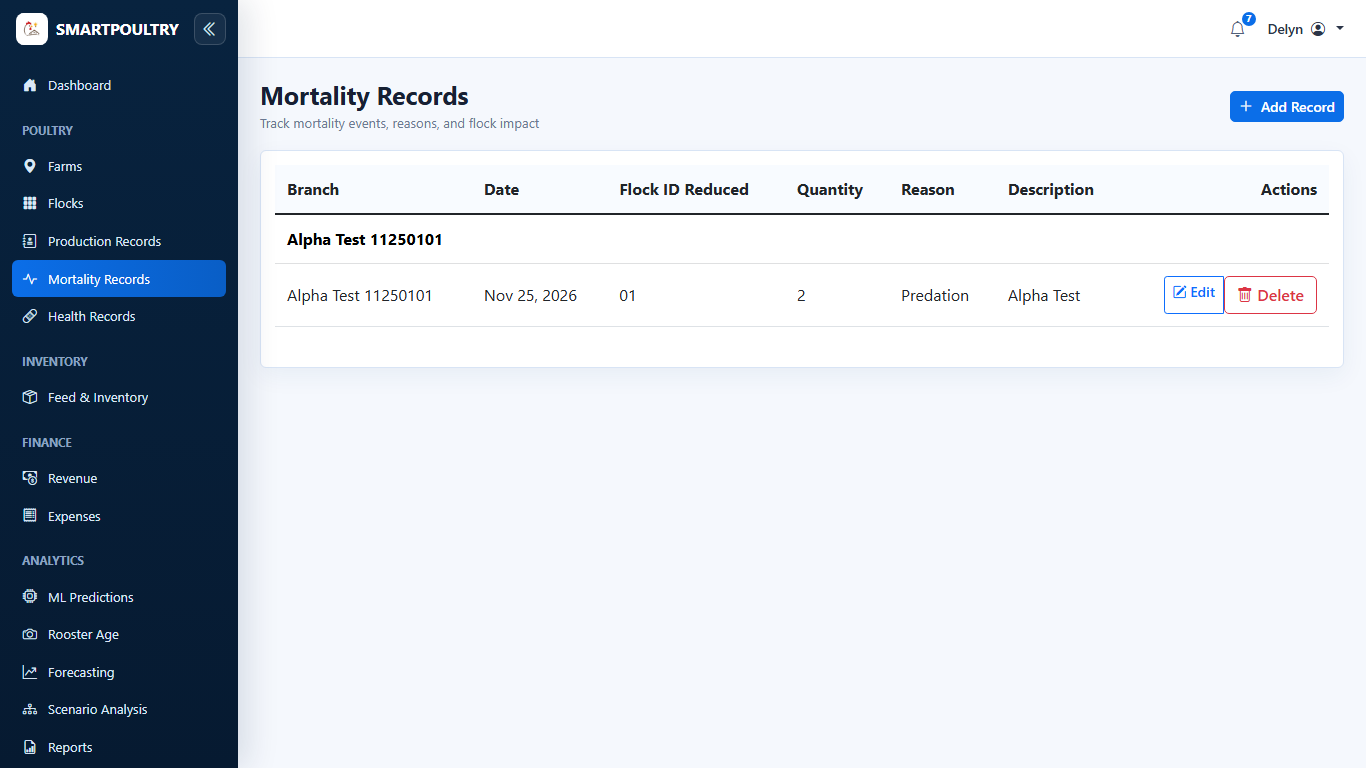 SMARTPOULTRY
7
Delyn
Dashboard
POULTRY
Farms
Flocks
Production Records
Mortality Records
Health Records
INVENTORY
Feed & Inventory
FINANCE
Revenue
Expenses
ANALYTICS
ML Predictions
Rooster Age
Forecasting
Scenario Analysis
Reports
Mortality Records
Track mortality events, reasons, and flock impact
+ Add Record
Branch Date Flock ID Reduced Quantity Reason Description Actions
Alpha Test 11250101
Alpha Test 11250101 Nov 25, 2026 01 2 Predation Alpha Test Edit Delete